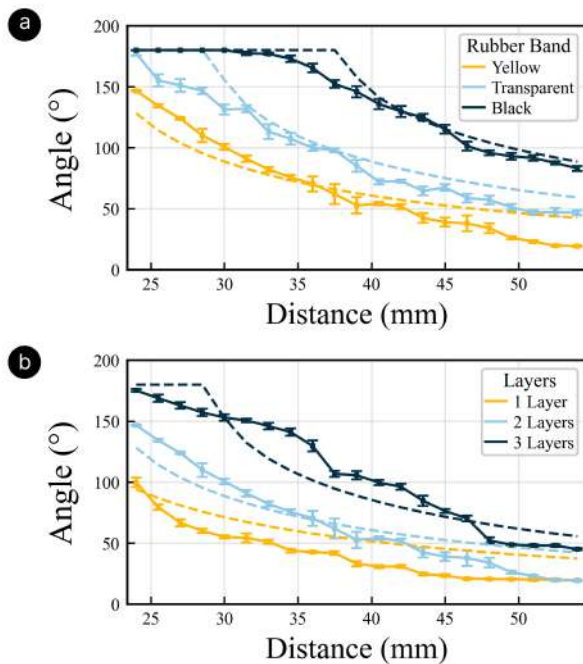 a
200
150
100
50
0
Angle (°)
Rubber Band
Yellow
Transparent
Black
25 30 35 40 45 50
Distance (mm)
b
200
150
100
50
0
Angle (°)
Layers
1 Layer
2 Layers
3 Layers
25 30 35 40 45 50
Distance (mm)